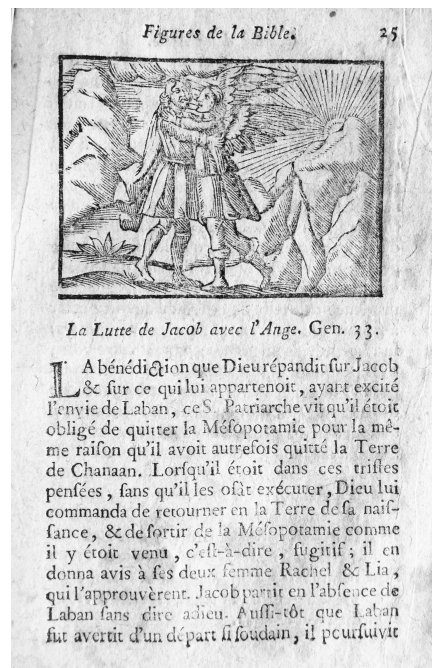 Figures de la Bible. 25
La Lutte de Jacob avec l'Ange. Gen. 33.
LA bénédiction que Dieu répandit ſur Jacob
& ſur ce qui lui appartenoit, ayant excité
l'envie de Laban, ce S. Patriarche vit qu'il étoit
obligé de quitter la Méſopotamie pour la mê-
me raiſon qu'il avoit autrefois quitté la Terre
de Chanaan. Lorſqu'il étoit dans ces triſtes
penſées, ſans qu'il les oſât exécuter, Dieu lui
commanda de retourner en la Terre de ſa naiſ-
ſance, & de ſortir de la Méſopotamie comme
il y étoit venu, c'eſt-à-dire, fugitif; il en
donna avis à ſes deux femme Rachel & Lia,
qui l'approuvèrent. Jacob partit en l'abſence de
Laban ſans dire adieu. Auſſi-tôt que Laban
fut avertit d'un départ ſi ſoudain, il pourſuivit